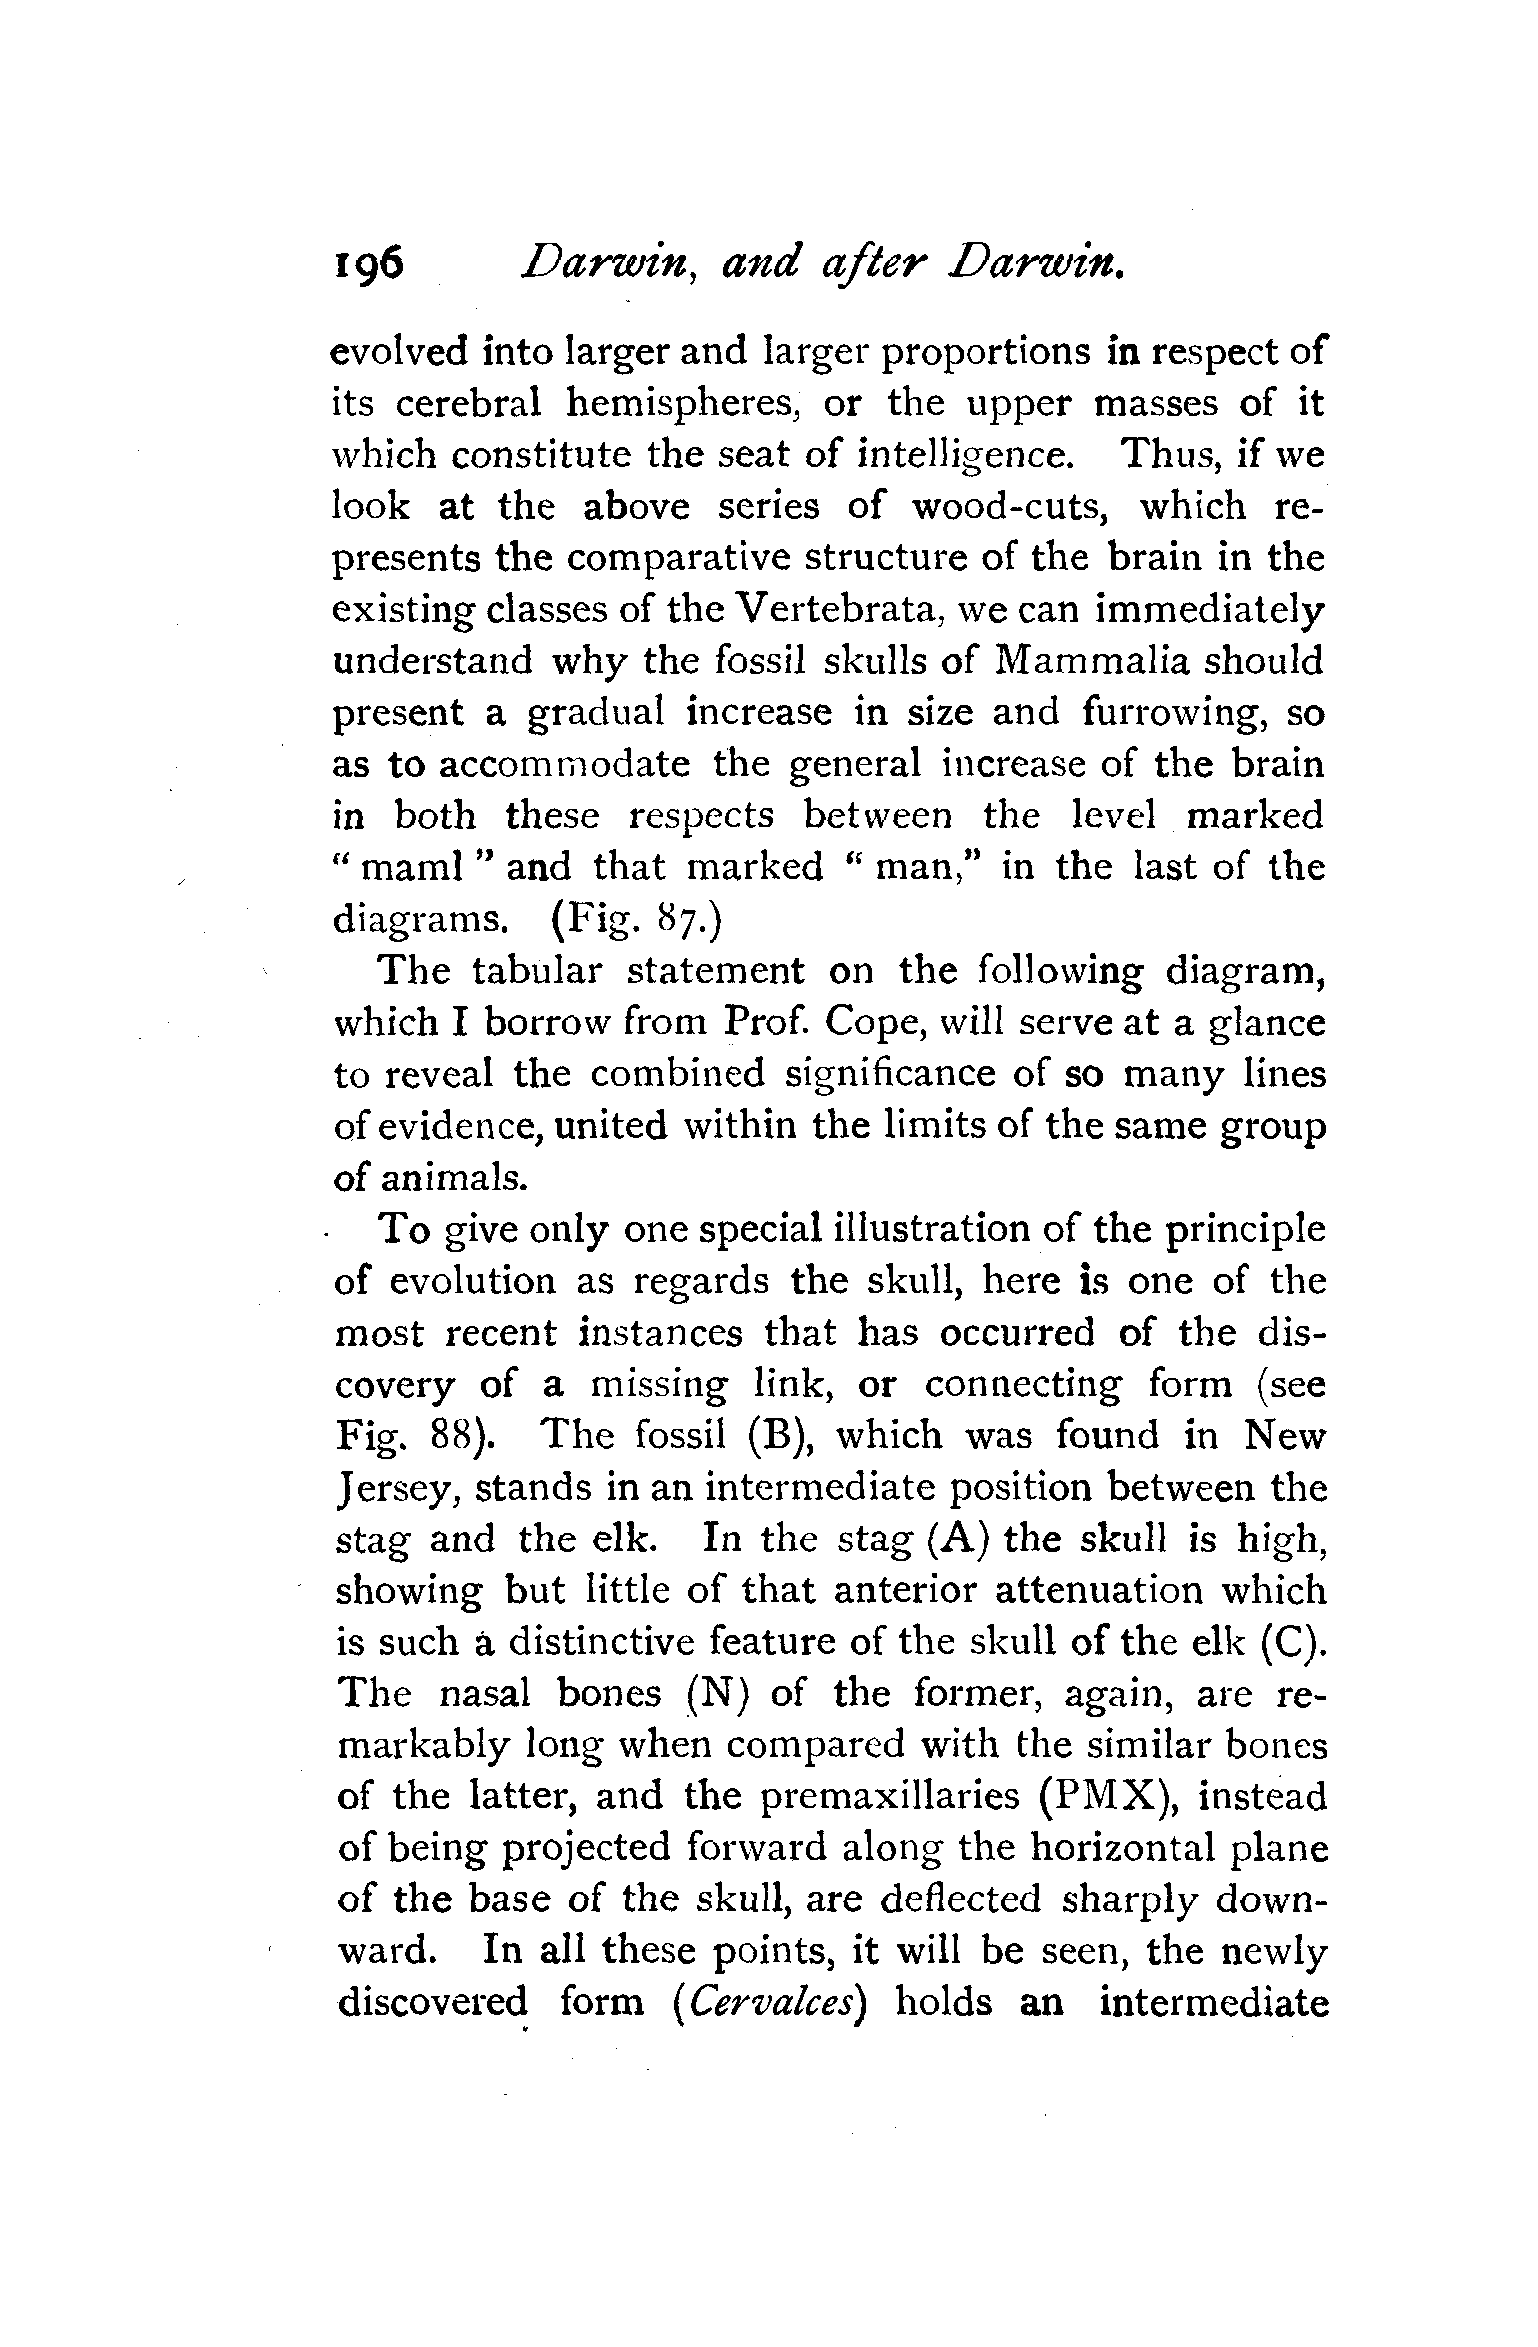 196 Darwin, and after Darwin.
evolved into larger and larger proportions in respect of
its cerebral hemispheres, or the upper masses of it
which constitute the seat of intelligence. Thus, if we
look at the above series of wood-cuts, which re-
presents the comparative structure of the brain in the
existing classes of the Vertebrata, we can immediately
understand why the fossil skulls of Mammalia should
present a gradual increase in size and furrowing, so
as to accommodate the general increase of the brain
in both these respects between the level marked
“ maml ” and that marked “ man,” in the last of the
diagrams. (Fig. 87.)
The tabular statement on the following diagram,
which I borrow from Prof. Cope, will serve at a glance
to reveal the combined significance of so many lines
of evidence, united within the limits of the same group
of animals.
To give only one special illustration of the principle
of evolution as regards the skull, here is one of the
most recent instances that has occurred of the dis-
covery of a missing link, or connecting form (see
Fig. 88). The fossil (B), which was found in New
Jersey, stands in an intermediate position between the
stag and the elk. In the stag (A) the skull is high,
showing but little of that anterior attenuation which
is such a distinctive feature of the skull of the elk (C).
The nasal bones (N) of the former, again, are re-
markably long when compared with the similar bones
of the latter, and the premaxillaries (PMX), instead
of being projected forward along the horizontal plane
of the base of the skull, are deflected sharply down-
ward. In all these points, it will be seen, the newly
discovered form (Cervalces) holds an intermediate